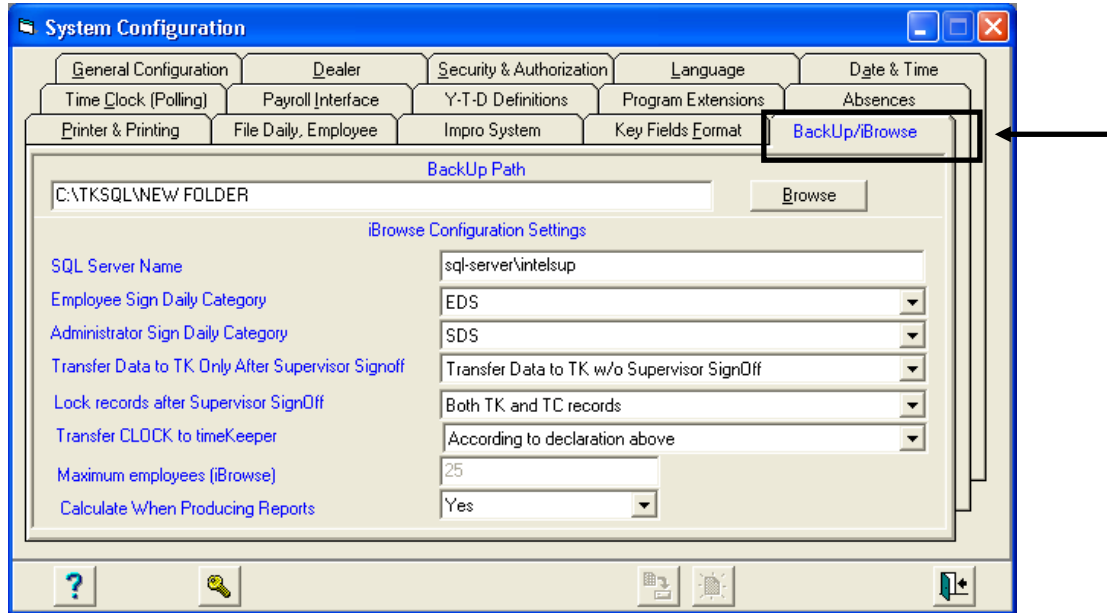 System Configuration
General Configuration Dealer Security & Authorization Language Date & Time
Time Clock (Polling) Payroll Interface Y-T-D Definitions Program Extensions Absences
Printer & Printing File Daily, Employee Impro System Key Fields Format BackUp/iBrowse
BackUp Path
C:\TKSQL\NEW FOLDER Browse
iBrowse Configuration Settings
SQL Server Name sql-server\intelsup
Employee Sign Daily Category EDS
Administrator Sign Daily Category SDS
Transfer Data to TK Only After Supervisor Signoff Transfer Data to TK w/o Supervisor SignOff
Lock records after Supervisor SignOff Both TK and TC records
Transfer CLOCK to timeKeeper According to declaration above
Maximum employees (iBrowse) 25
Calculate When Producing Reports Yes
?